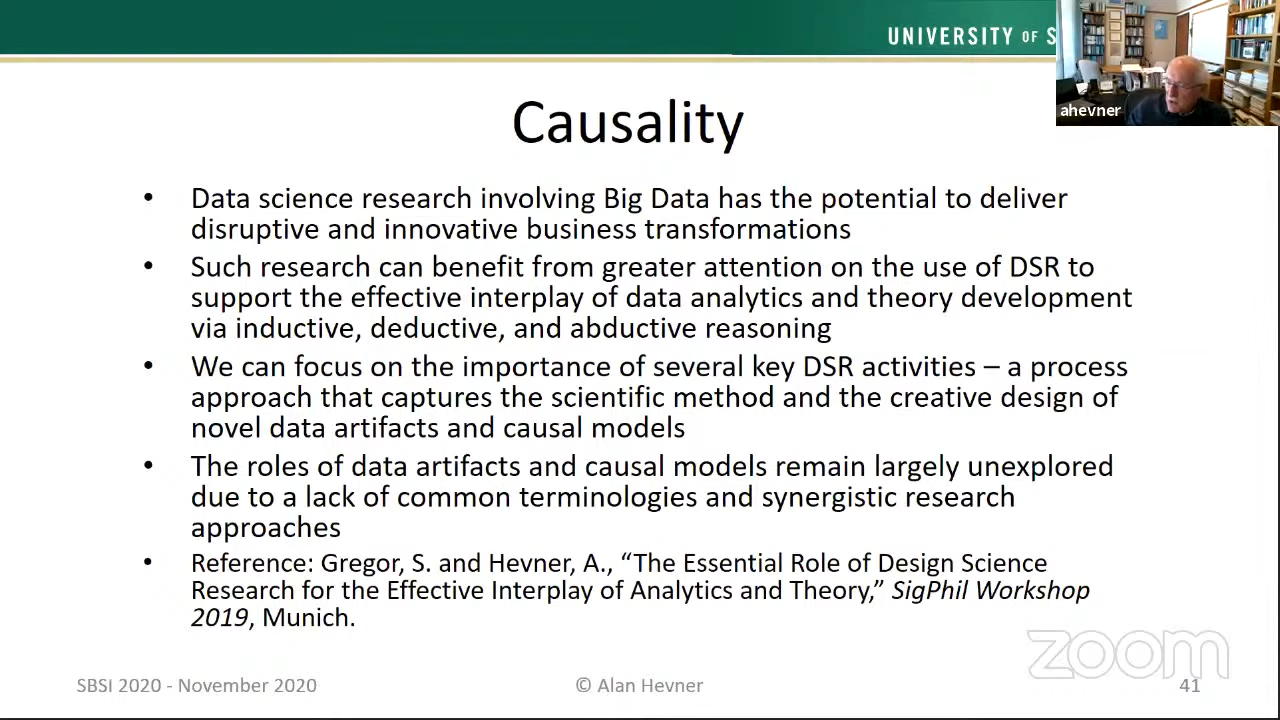 UNIVERSITY OF S
ahevner
Causality
• Data science research involving Big Data has the potential to deliver
disruptive and innovative business transformations
• Such research can benefit from greater attention on the use of DSR to
support the effective interplay of data analytics and theory development
via inductive, deductive, and abductive reasoning
• We can focus on the importance of several key DSR activities – a process
approach that captures the scientific method and the creative design of
novel data artifacts and causal models
• The roles of data artifacts and causal models remain largely unexplored
due to a lack of common terminologies and synergistic research
approaches
• Reference: Gregor, S. and Hevner, A., “The Essential Role of Design Science
Research for the Effective Interplay of Analytics and Theory,” SigPhil Workshop
2019, Munich.
zoom
SBSI 2020 - November 2020
© Alan Hevner
41